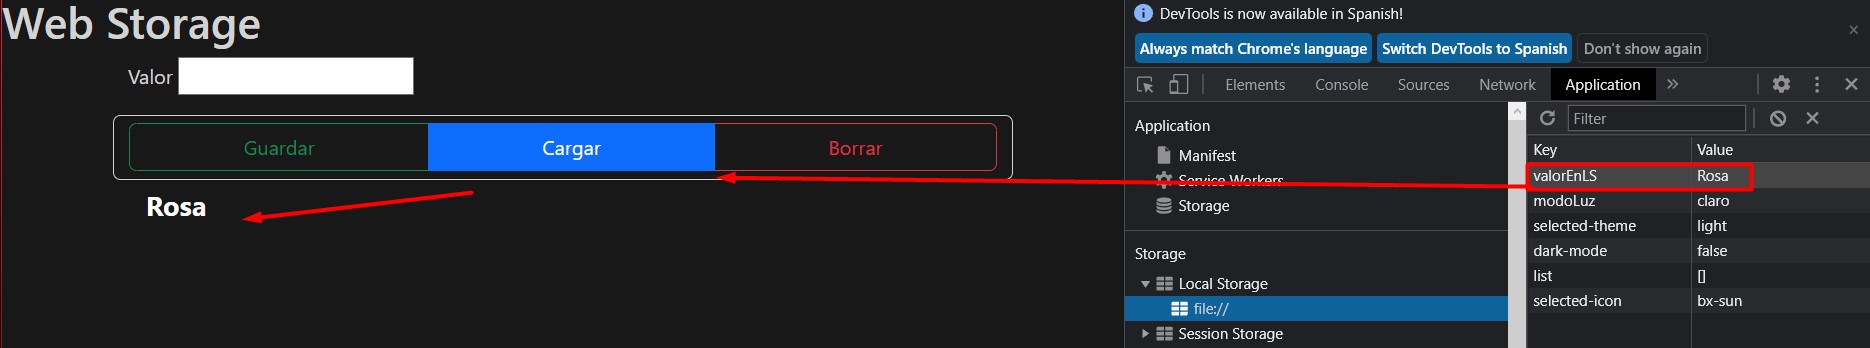 Web Storage
Valor
Guardar Cargar Borrar
Rosa
DevTools is now available in Spanish!
Always match Chrome's language Switch DevTools to Spanish Don't show again
Elements Console Sources Network Application
Application
Manifest
Service Workers
Storage
Storage
Local Storage
file://
Session Storage
Filter
Key Value
valorEnLS Rosa
modoLuz claro
selected-theme light
dark-mode false
list []
selected-icon bx-sun